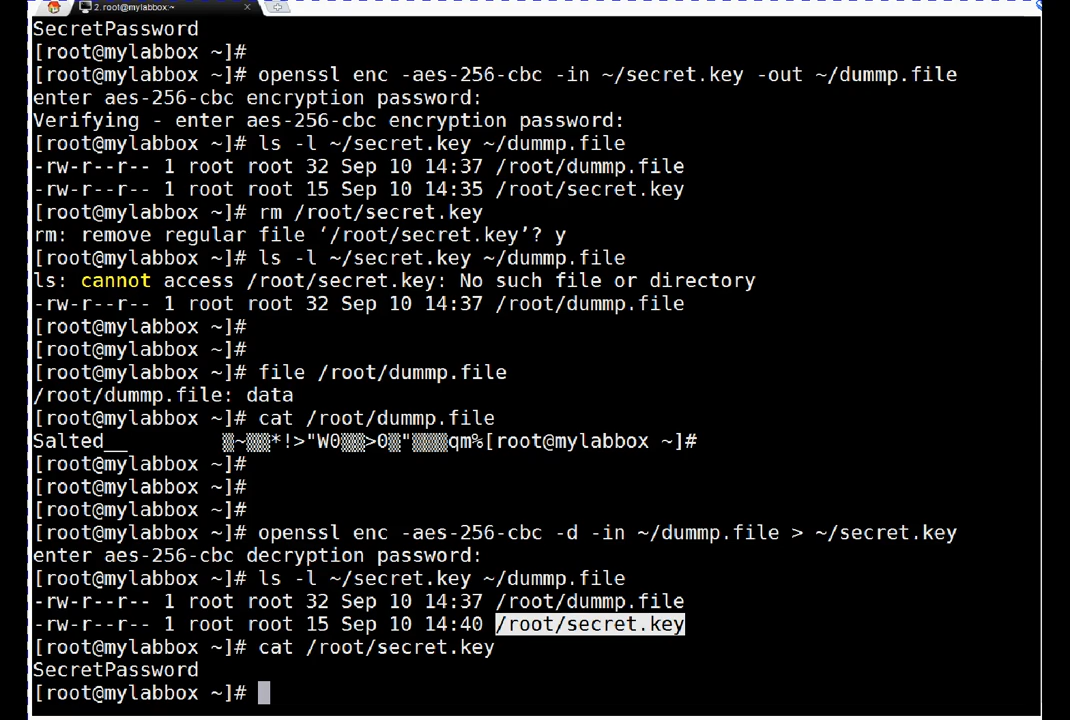 2. root@mylabbox:~
SecretPassword
[root@mylabbox ~]#
[root@mylabbox ~]# openssl enc -aes-256-cbc -in ~/secret.key -out ~/dummp.file
enter aes-256-cbc encryption password:
Verifying - enter aes-256-cbc encryption password:
[root@mylabbox ~]# ls -l ~/secret.key ~/dummp.file
-rw-r--r-- 1 root root 32 Sep 10 14:37 /root/dummp.file
-rw-r--r-- 1 root root 15 Sep 10 14:35 /root/secret.key
[root@mylabbox ~]# rm /root/secret.key
rm: remove regular file ‘/root/secret.key’? y
[root@mylabbox ~]# ls -l ~/secret.key ~/dummp.file
ls: cannot access /root/secret.key: No such file or directory
-rw-r--r-- 1 root root 32 Sep 10 14:37 /root/dummp.file
[root@mylabbox ~]#
[root@mylabbox ~]#
[root@mylabbox ~]# file /root/dummp.file
/root/dummp.file: data
[root@mylabbox ~]# cat /root/dummp.file
Salted__ ▒~▒▒*!>"W0▒▒>0▒"▒▒▒qm%[root@mylabbox ~]#
[root@mylabbox ~]#
[root@mylabbox ~]#
[root@mylabbox ~]#
[root@mylabbox ~]# openssl enc -aes-256-cbc -d -in ~/dummp.file > ~/secret.key
enter aes-256-cbc decryption password:
[root@mylabbox ~]# ls -l ~/secret.key ~/dummp.file
-rw-r--r-- 1 root root 32 Sep 10 14:37 /root/dummp.file
-rw-r--r-- 1 root root 15 Sep 10 14:40 /root/secret.key
[root@mylabbox ~]# cat /root/secret.key
SecretPassword
[root@mylabbox ~]#